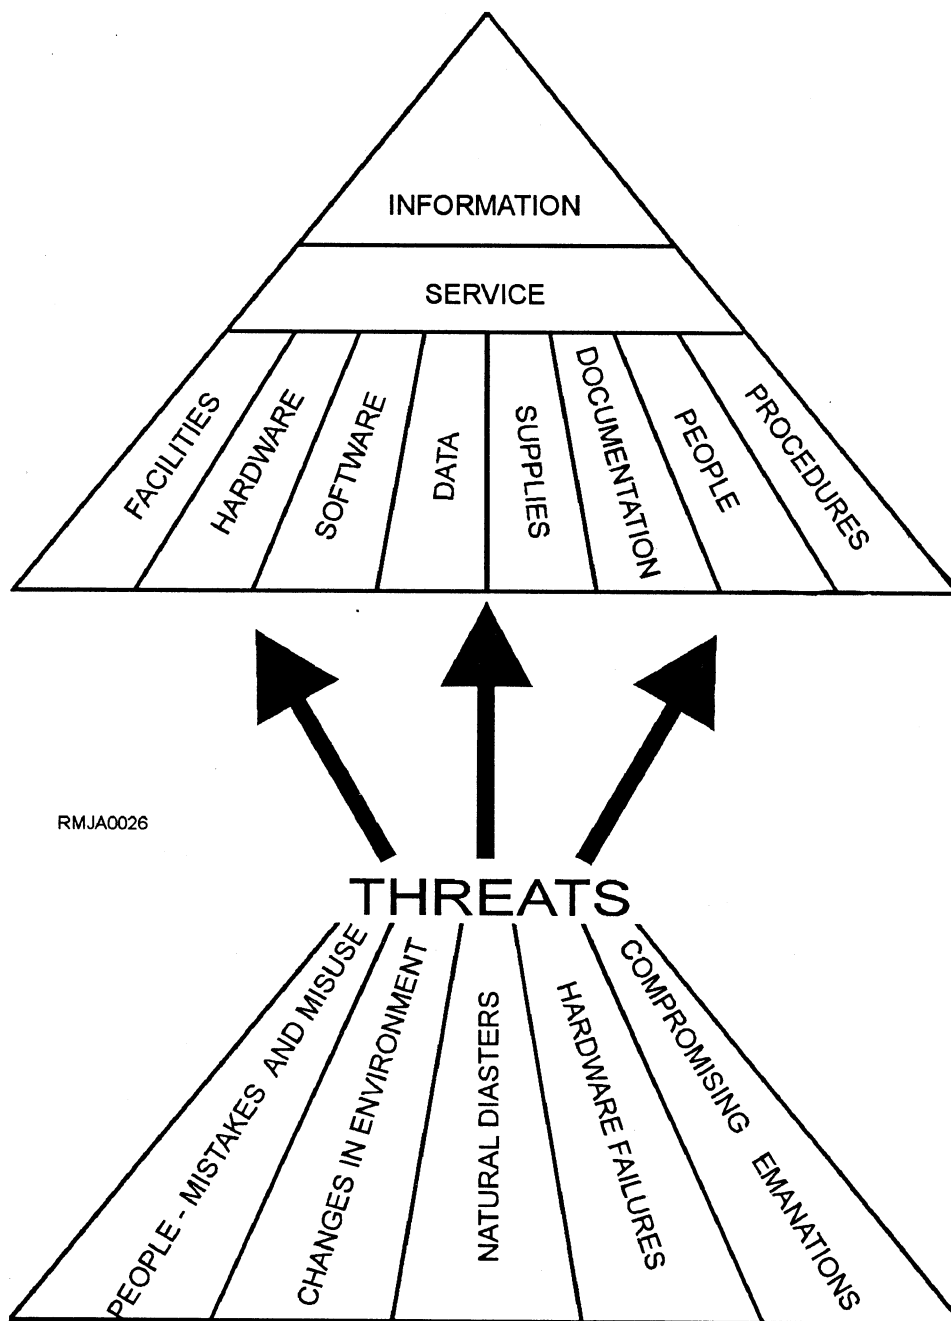 INFORMATION
SERVICE
FACILITIES
HARDWARE
SOFTWARE
DATA
SUPPLIES
DOCUMENTATION
PEOPLE
PROCEDURES
RMJA0026
THREATS
PEOPLE - MISTAKES AND MISUSE
CHANGES IN ENVIRONMENT
NATURAL DIASTERS
HARDWARE FAILURES
COMPROMISING EMANATIONS